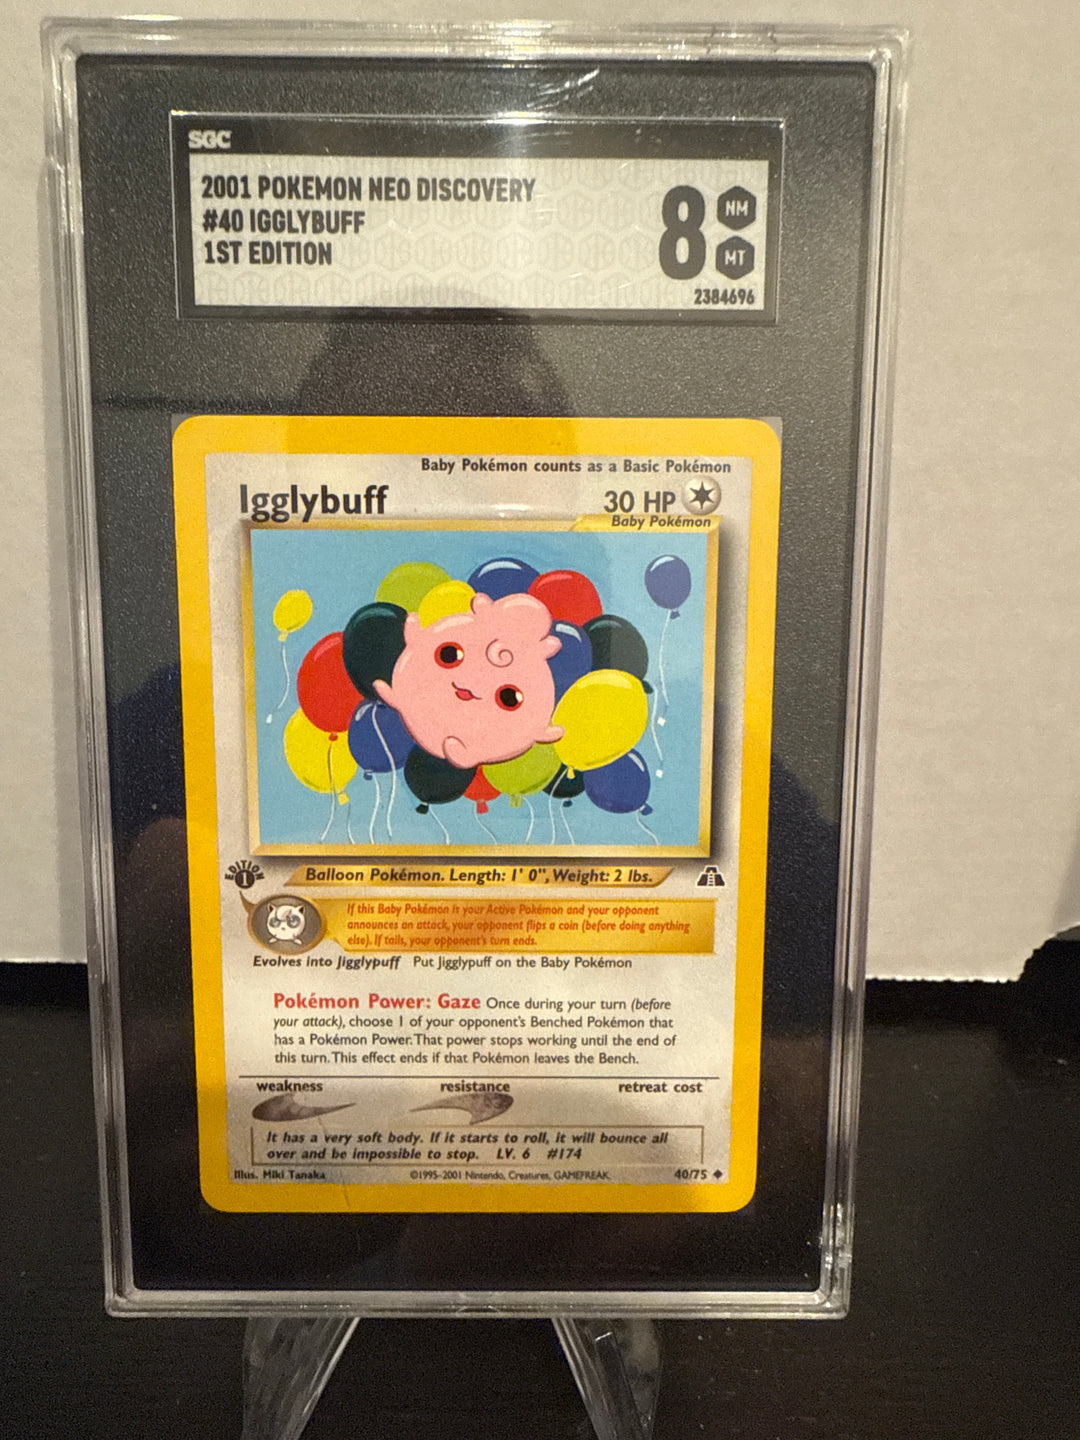 SGC
2001 POKEMON NEO DISCOVERY
#40 IGGLYBUFF
1ST EDITION
8
NM
MT
2384696
Baby Pokémon counts as a Basic Pokémon
Igglybuff
30 HP
Baby Pokémon
EDITION
1
Balloon Pokémon. Length: 1' 0", Weight: 2 lbs.
If this Baby Pokémon is your Active Pokémon and your opponent
announces an attack, your opponent flips a coin (before doing anything
else). If tails, your opponent's turn ends.
Evolves into Jigglypuff Put Jigglypuff on the Baby Pokémon
Pokémon Power: Gaze Once during your turn (before
your attack), choose 1 of your opponent's Benched Pokémon that
has a Pokémon Power. That power stops working until the end of
this turn. This effect ends if that Pokémon leaves the Bench.
weakness
resistance
retreat cost
It has a very soft body. If it starts to roll, it will bounce all
over and be impossible to stop. LV. 6 #174
Illus. Miki Tanaka
©1995-2001 Nintendo, Creatures, GAMEFREAK.
40/75